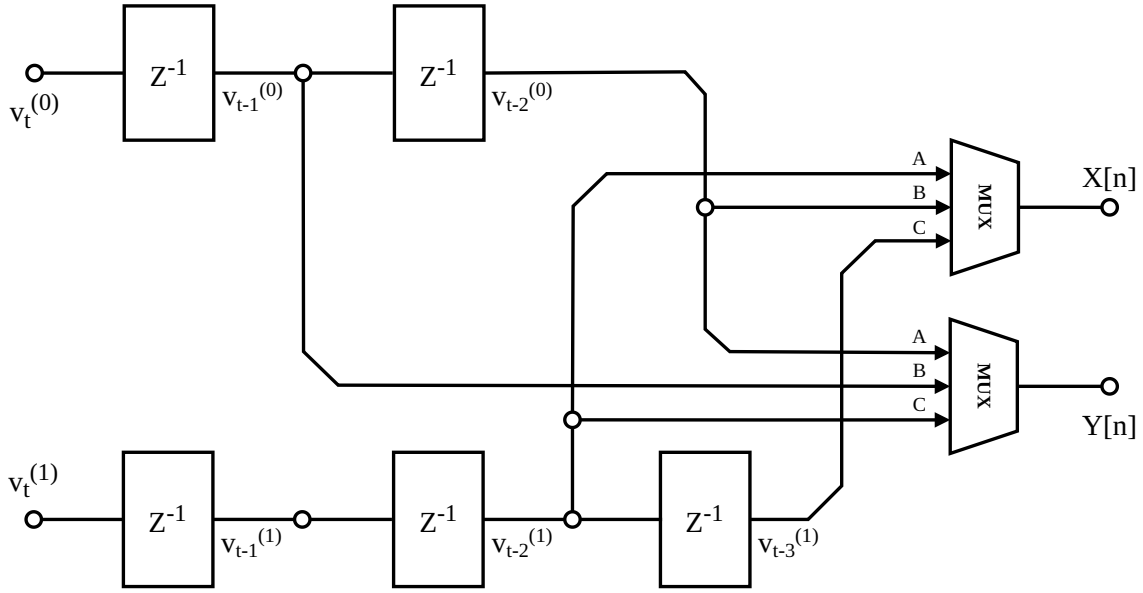 Z⁻¹
Z⁻¹
vₜ⁽⁰⁾
vₜ₋₁⁽⁰⁾
vₜ₋₂⁽⁰⁾
A
B
C
MUX
X[n]
A
B
C
MUX
Y[n]
vₜ⁽¹⁾
Z⁻¹
Z⁻¹
Z⁻¹
vₜ₋₁⁽¹⁾
vₜ₋₂⁽¹⁾
vₜ₋₃⁽¹⁾